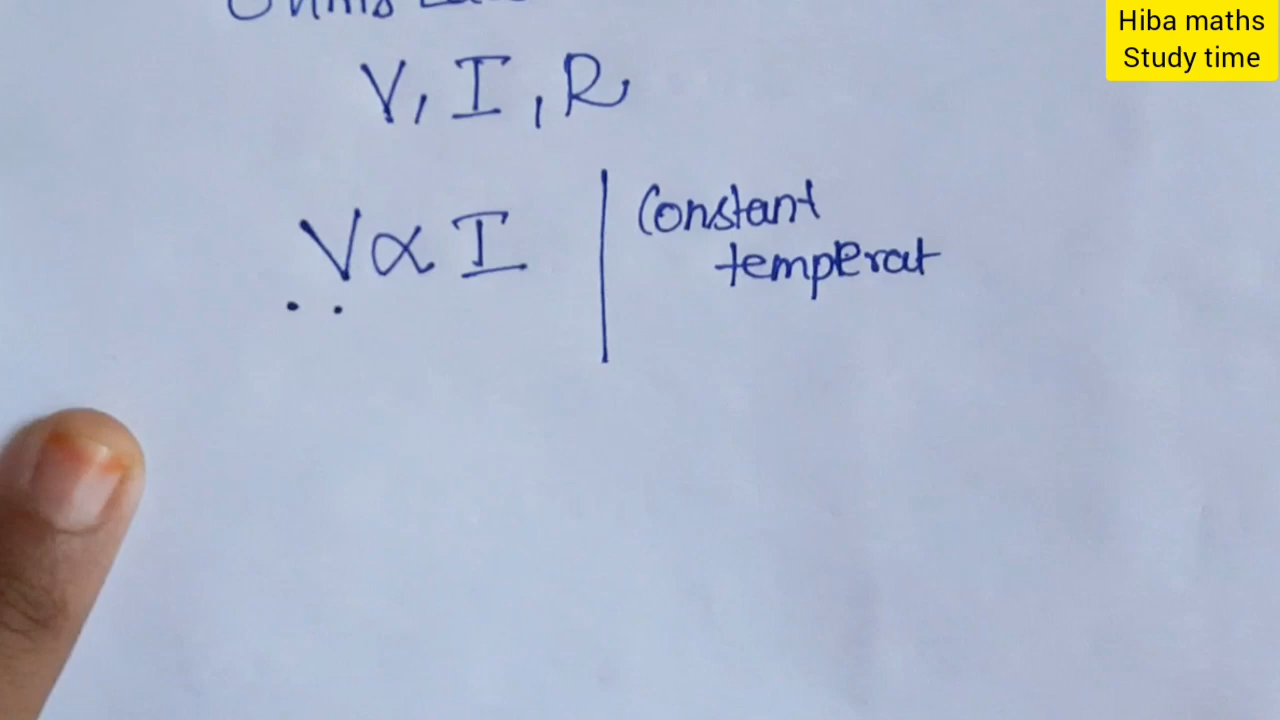 Hiba maths
Study time
V, I, R
V ∝ I
Constant
temperat